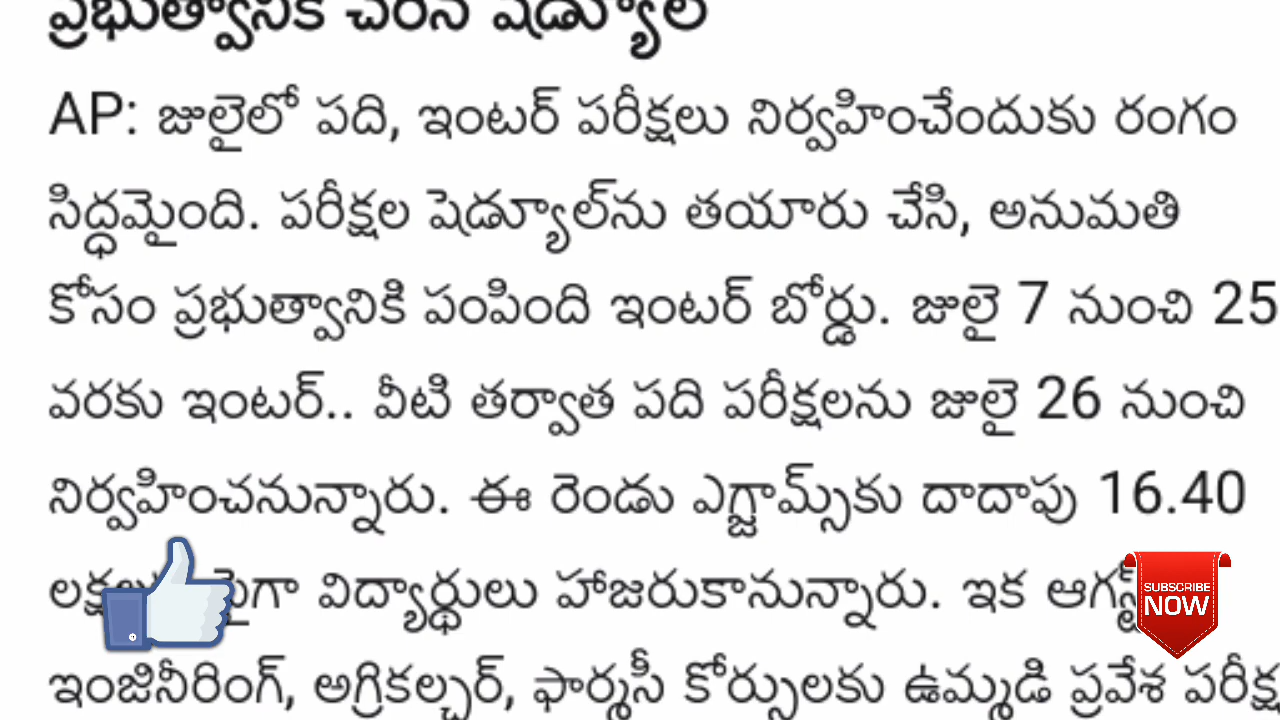 ప్రభుత్వానికి చేరిన షెడ్యూల్
AP: జులైలో పది, ఇంటర్ పరీక్షలు నిర్వహించేందుకు రంగం
సిద్ధమైంది. పరీక్షల షెడ్యూల్‌ను తయారు చేసి, అనుమతి
కోసం ప్రభుత్వానికి పంపింది ఇంటర్ బోర్డు. జులై 7 నుంచి 25
వరకు ఇంటర్.. వీటి తర్వాత పది పరీక్షలను జులై 26 నుంచి
నిర్వహించనున్నారు. ఈ రెండు ఎగ్జామ్స్‌కు దాదాపు 16.40
విద్యార్థులు హాజరుకానున్నారు. ఇక
SUBSCRIBE
NOW
ఇంజినీరింగ్, అగ్రికల్చర్, ఫార్మసీ కోర్సులకు ఉమ్మడి ప్రవేశ